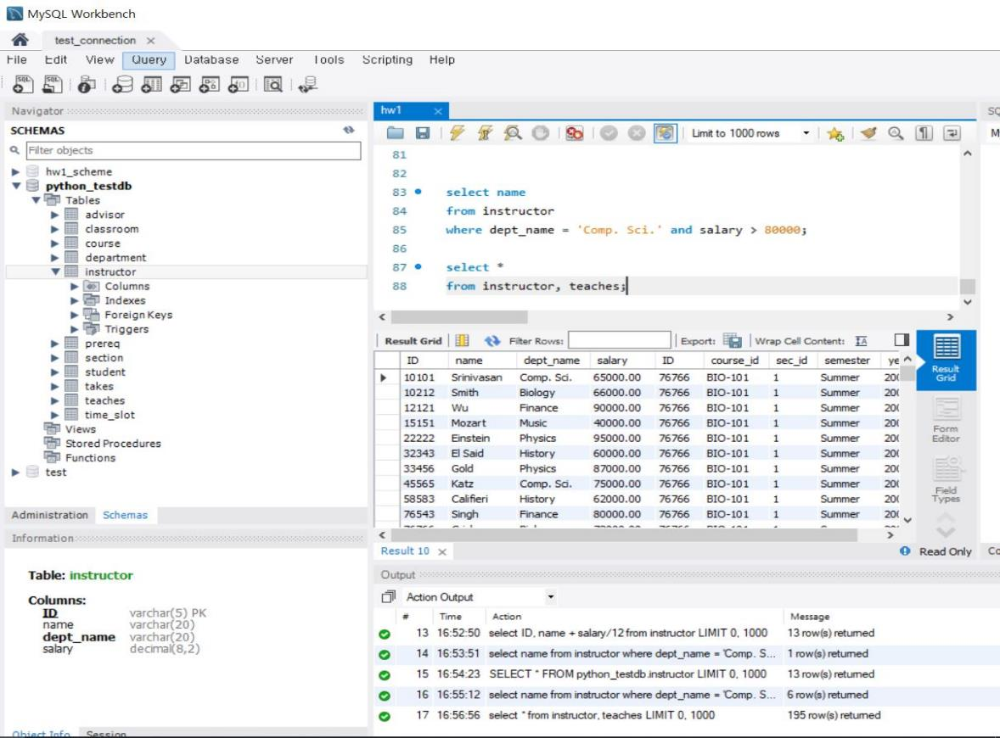 MySQL Workbench
test_connection
File Edit View Query Database Server Tools Scripting Help
Navigator
SCHEMAS
Filter objects
hw1_scheme
python_testdb
Tables
advisor
classroom
course
department
instructor
Columns
Indexes
Foreign Keys
Triggers
prereq
section
student
takes
teaches
time_slot
Views
Stored Procedures
Functions
test
Administration Schemas
Information
Table: instructor
Columns:
ID varchar(5) PK
name varchar(20)
dept_name varchar(20)
salary decimal(8,2)
Object Info Session
hw1
Limit to 1000 rows
81
82
83 select name
84 from instructor
85 where dept_name = 'Comp. Sci.' and salary > 80000;
86
87 select *
88 from instructor, teaches;
Result Grid Filter Rows: Export: Wrap Cell Content:
ID name dept_name salary ID course_id sec_id semester ye
10101 Srinivasan Comp. Sci. 65000.00 76766 BIO-101 1 Summer 200
10212 Smith Biology 66000.00 76766 BIO-101 1 Summer 200
12121 Wu Finance 90000.00 76766 BIO-101 1 Summer 200
15151 Mozart Music 40000.00 76766 BIO-101 1 Summer 200
22222 Einstein Physics 95000.00 76766 BIO-101 1 Summer 200
32343 El Said History 60000.00 76766 BIO-101 1 Summer 200
33456 Gold Physics 87000.00 76766 BIO-101 1 Summer 200
45565 Katz Comp. Sci. 75000.00 76766 BIO-101 1 Summer 200
58583 Califieri History 62000.00 76766 BIO-101 1 Summer 200
76543 Singh Finance 80000.00 76766 BIO-101 1 Summer 200
Result Grid
Form Editor
Field Types
Result 10 Read Only
Output
Action Output
# Time Action Message
13 16:52:50 select ID, name + salary/12 from instructor LIMIT 0, 1000 13 row(s) returned
14 16:53:51 select name from instructor where dept_name = 'Comp. S... 1 row(s) returned
15 16:54:23 SELECT * FROM python_testdb.instructor LIMIT 0, 1000 13 row(s) returned
16 16:55:12 select name from instructor where dept_name = 'Comp. S... 6 row(s) returned
17 16:56:56 select * from instructor, teaches LIMIT 0, 1000 195 row(s) returned